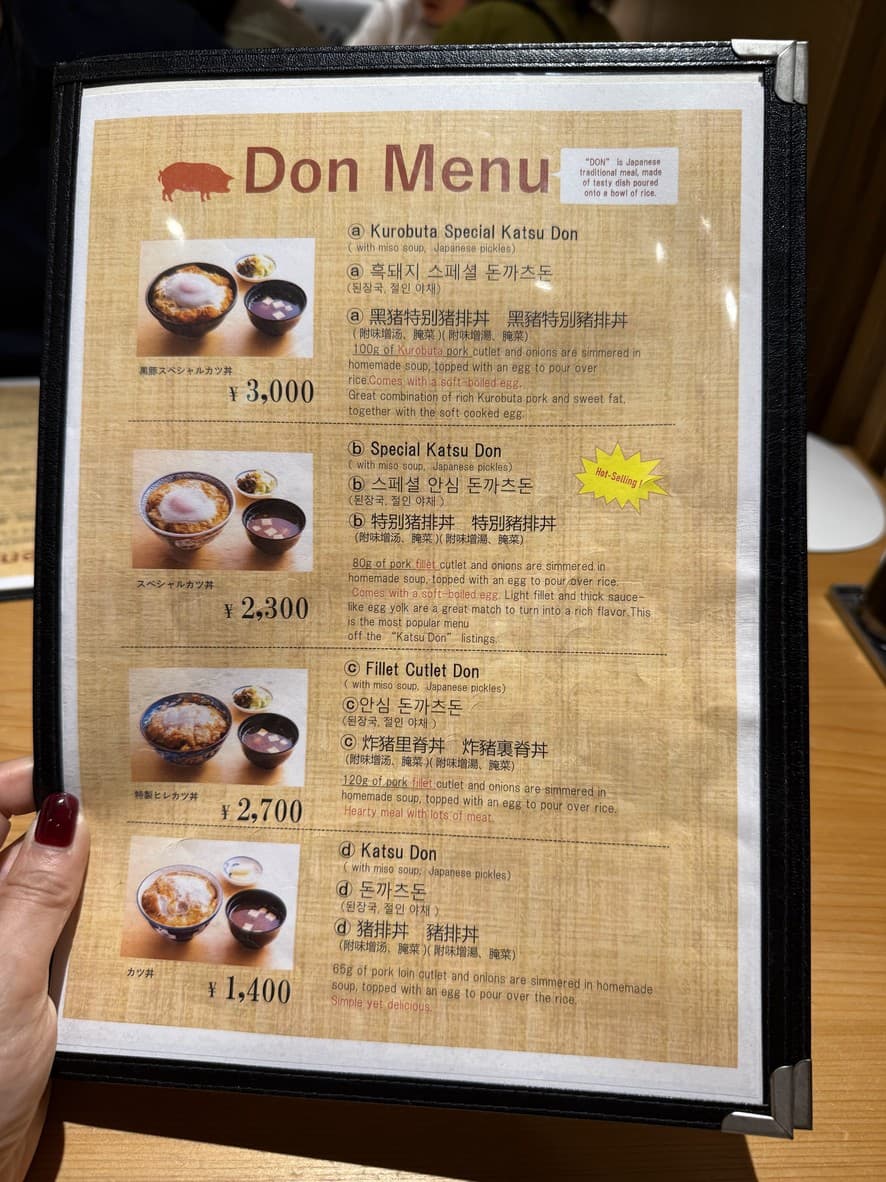 Don Menu
"DON" is Japanese
traditional meal, made
of tasty dish poured
onto a bowl of rice.
ⓐ Kurobuta Special Katsu Don
( with miso soup, Japanese pickles)
ⓐ 흑돼지 스페셜 돈까츠돈
(된장국, 절인 야채)
ⓐ 黑猪特别猪排丼 黑豬特別豬排丼
( 附味增汤、腌菜 )( 附味增湯、腌菜)
100g of Kurobuta pork cutlet and onions are simmered in
homemade soup, topped with an egg to pour over
rice.Comes with a soft-boiled egg.
Great combination of rich Kurobuta pork and sweet fat,
together with the soft cooked egg.
黒豚スペシャルカツ丼
¥ 3,000
ⓑ Special Katsu Don
( with miso soup, Japanese pickles)
ⓑ 스페셜 안심 돈까츠돈
(된장국, 절인 야채 )
ⓑ 特别猪排丼 特別豬排丼
(附味增汤、腌菜 )( 附味增湯、腌菜)
Hot-Selling !
80g of pork fillet cutlet and onions are simmered in
homemade soup, topped with an egg to pour over rice.
Comes with a soft-boiled egg. Light fillet and thick sauce-
like egg yolk are a great match to turn into a rich flavor.This
is the most popular menu
off the "Katsu Don" listings.
スペシャルカツ丼
¥ 2,300
ⓒ Fillet Cutlet Don
( with miso soup, Japanese pickles)
ⓒ안심 돈까츠돈
(된장국, 절인 야채 )
ⓒ 炸猪里脊丼 炸豬裏脊丼
(附味增汤、腌菜 )( 附味增湯、腌菜)
120g of pork fillet cutlet and onions are simmered in
homemade soup, topped with an egg to pour over rice.
Hearty meal with lots of meat.
特製ヒレカツ丼
¥ 2,700
ⓓ Katsu Don
( with miso soup, Japanese pickles)
ⓓ 돈까츠돈
(된장국, 절인 야채 )
ⓓ 猪排丼 豬排丼
(附味增汤、腌菜 )( 附味增湯、腌菜)
65g of pork loin cutlet and onions are simmered in homemade
soup, topped with an egg to pour over the rice.
Simple yet delicious.
カツ丼
¥ 1,400